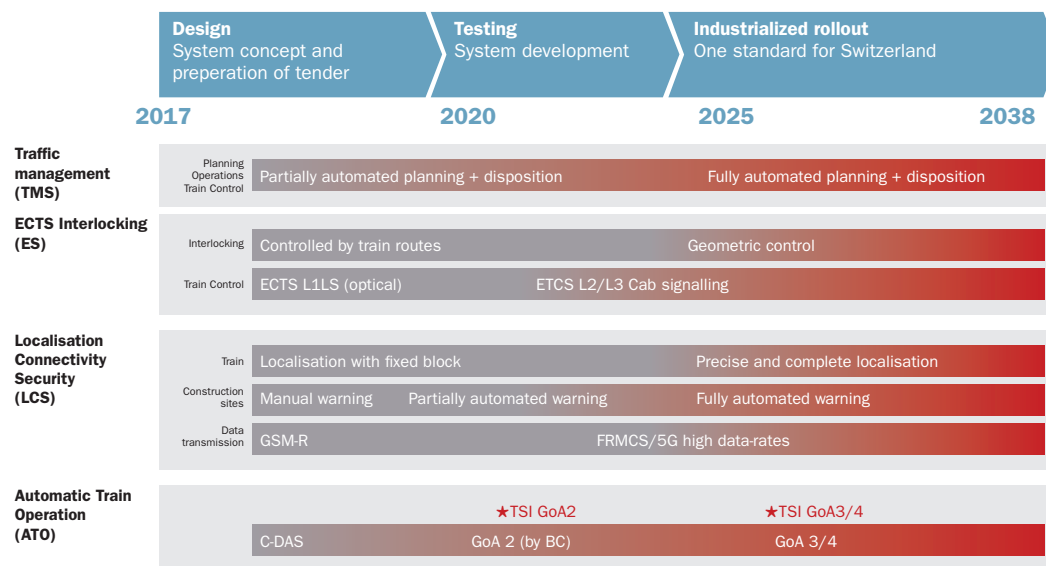 Design
System concept and
preperation of tender
Testing
System development
Industrialized rollout
One standard for Switzerland
2017
2020
2025
2038
Traffic
management
(TMS)
Planning
Operations
Train Control
Partially automated planning + disposition
Fully automated planning + disposition
ECTS Interlocking
(ES)
Interlocking
Controlled by train routes
Geometric control
Train Control
ECTS L1LS (optical)
ETCS L2/L3 Cab signalling
Localisation
Connectivity
Security
(LCS)
Train
Localisation with fixed block
Precise and complete localisation
Construction
sites
Manual warning
Partially automated warning
Fully automated warning
Data
transmission
GSM-R
FRMCS/5G high data-rates
Automatic Train
Operation
(ATO)
★TSI GoA2
★TSI GoA3/4
C-DAS
GoA 2 (by BC)
GoA 3/4